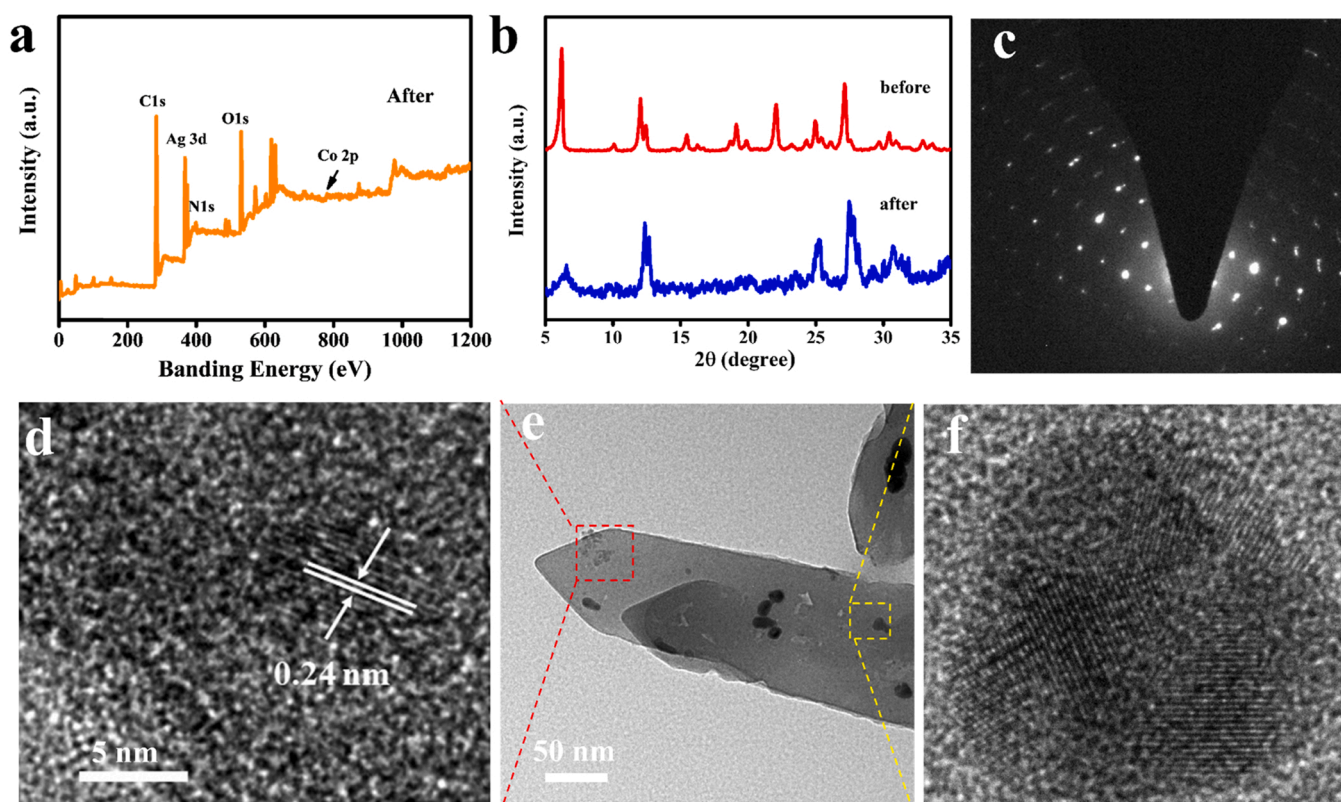 a
C1s
Ag 3d
N1s
O1s
Co 2p
After
Intensity (a.u.)
0 200 400 600 800 1000 1200
Banding Energy (eV)
b
before
after
Intensity (a.u.)
5 10 15 20 25 30 35
2θ (degree)
c
d
0.24 nm
5 nm
e
50 nm
f